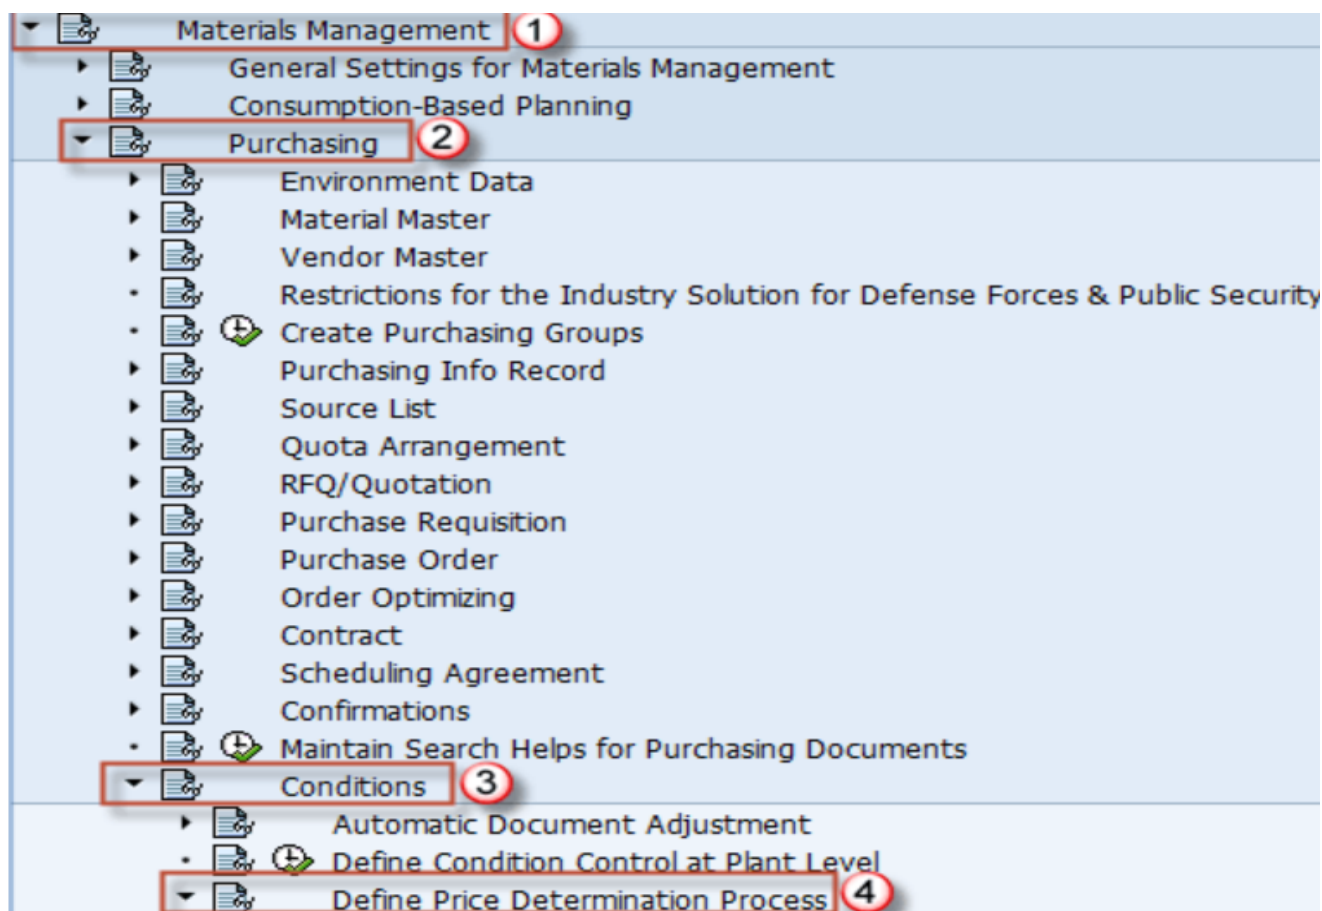 Materials Management 1
General Settings for Materials Management
Consumption-Based Planning
Purchasing 2
Environment Data
Material Master
Vendor Master
Restrictions for the Industry Solution for Defense Forces & Public Security
Create Purchasing Groups
Purchasing Info Record
Source List
Quota Arrangement
RFQ/Quotation
Purchase Requisition
Purchase Order
Order Optimizing
Contract
Scheduling Agreement
Confirmations
Maintain Search Helps for Purchasing Documents
Conditions 3
Automatic Document Adjustment
Define Condition Control at Plant Level
Define Price Determination Process 4